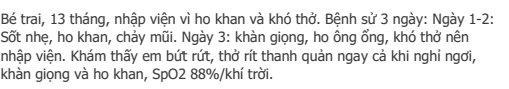 Bé trai, 13 tháng, nhập viện vì ho khan và khó thở. Bệnh sử 3 ngày: Ngày 1-2:
Sốt nhẹ, ho khan, chảy mũi. Ngày 3: khàn giọng, ho ông ổng, khó thở nên
nhập viện. Khám thấy em bứt rứt, thở rít thanh quản ngay cả khi nghỉ ngơi,
khàn giọng và ho khan, SpO2 88%/khí trời.